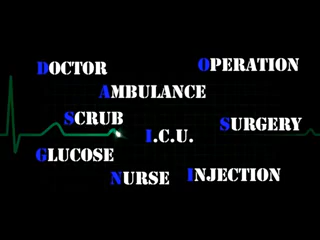 DOCTOR
OPERATION
AMBULANCE
SCRUB
SURGERY
I.C.U.
GLUCOSE
NURSE
INJECTION